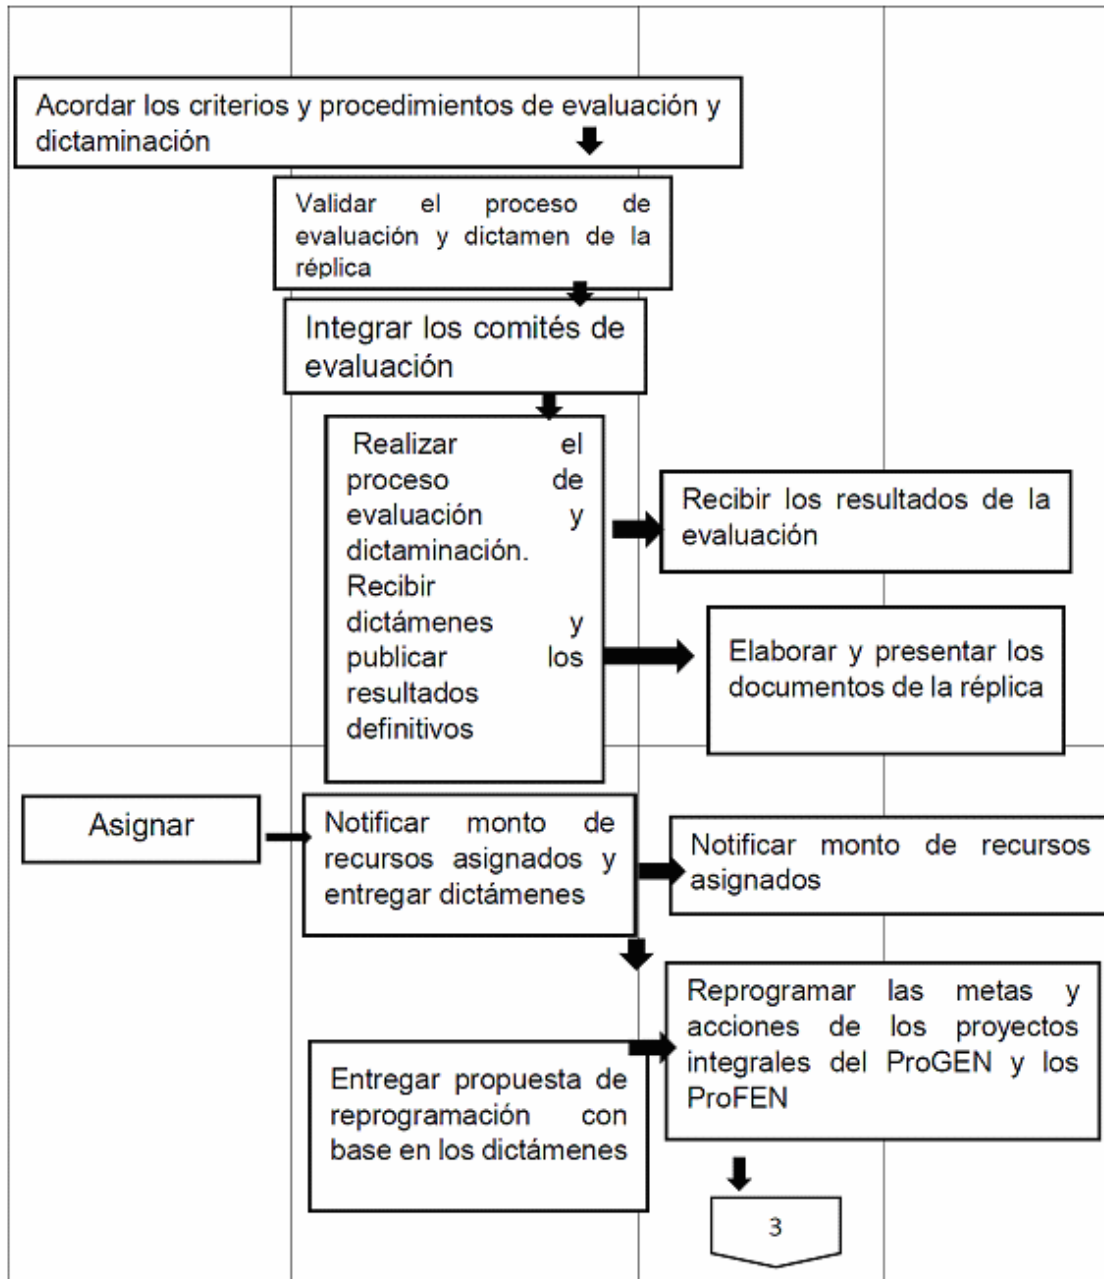 Acordar los criterios y procedimientos de evaluación y
dictaminación
Validar el proceso de
evaluación y dictamen de la
réplica
Integrar los comités de
evaluación
Realizar el
proceso de
evaluación y
dictaminación.
Recibir
dictámenes y
publicar los
resultados
definitivos
Recibir los resultados de la
evaluación
Elaborar y presentar los
documentos de la réplica
Asignar
Notificar monto de
recursos asignados y
entregar dictámenes
Notificar monto de recursos
asignados
Reprogramar las metas y
acciones de los proyectos
integrales del ProGEN y los
ProFEN
Entregar propuesta de
reprogramación con
base en los dictámenes
3